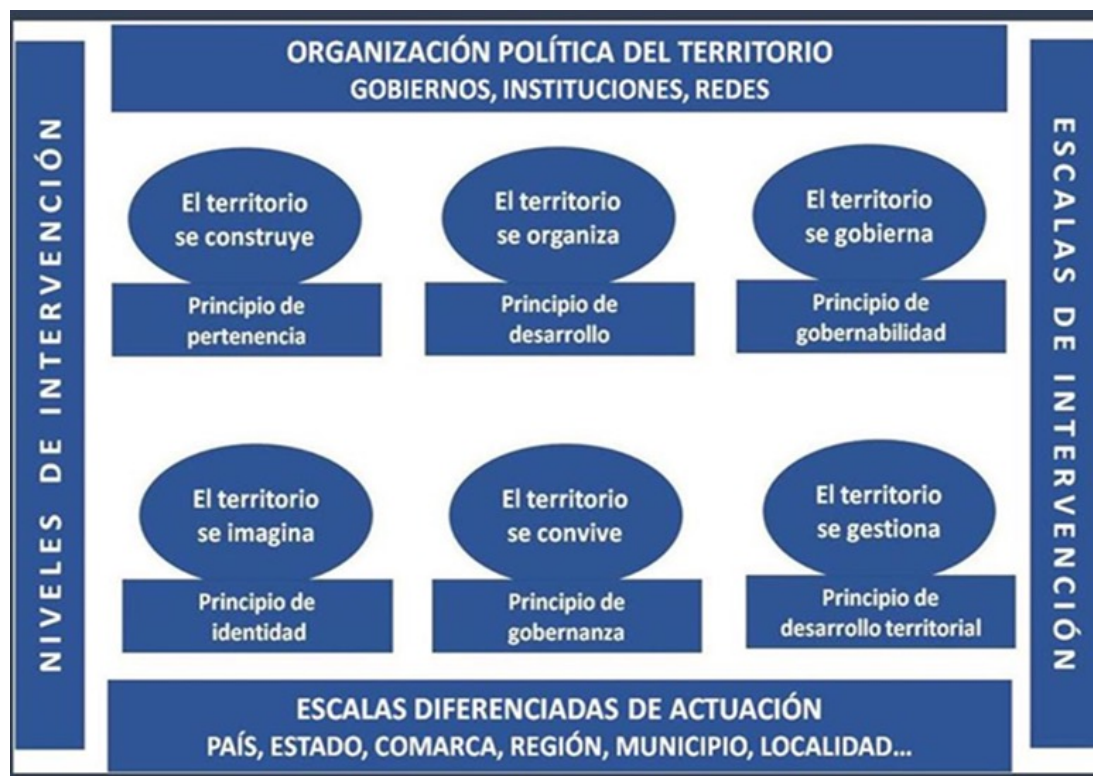 ORGANIZACIÓN POLÍTICA DEL TERRITORIO
GOBIERNOS, INSTITUCIONES, REDES
NIVELES DE INTERVENCIÓN
El territorio
se construye
Principio de
pertenencia
El territorio
se organiza
Principio de
desarrollo
El territorio
se gobierna
Principio de
gobernabilidad
El territorio
se imagina
Principio de
identidad
El territorio
se convive
Principio de
gobernanza
El territorio
se gestiona
Principio de
desarrollo territorial
ESCALAS DE INTERVENCIÓN
ESCALAS DIFERENCIADAS DE ACTUACIÓN
PAÍS, ESTADO, COMARCA, REGIÓN, MUNICIPIO, LOCALIDAD...